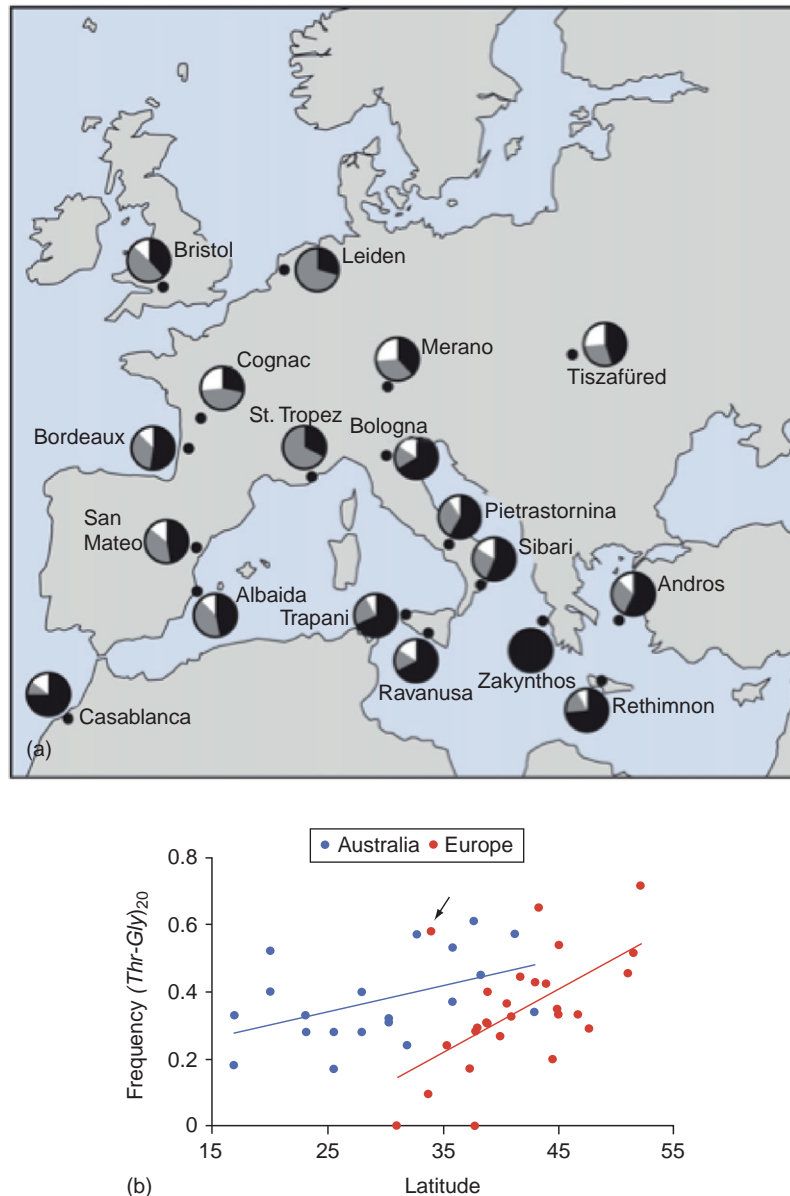 Bristol
Leiden
Merano
Cognac
Tiszafüred
St. Tropez
Bologna
Bordeaux
Pietrastornina
San
Mateo
Sibari
Andros
Albaida
Trapani
Zakynthos
Ravanusa
Rethimnon
Casablanca
(a)
Australia Europe
0.8
0.6
0.4
0.2
0
Frequency (Thr-Gly)20
15 25 35 45 55
Latitude
(b)